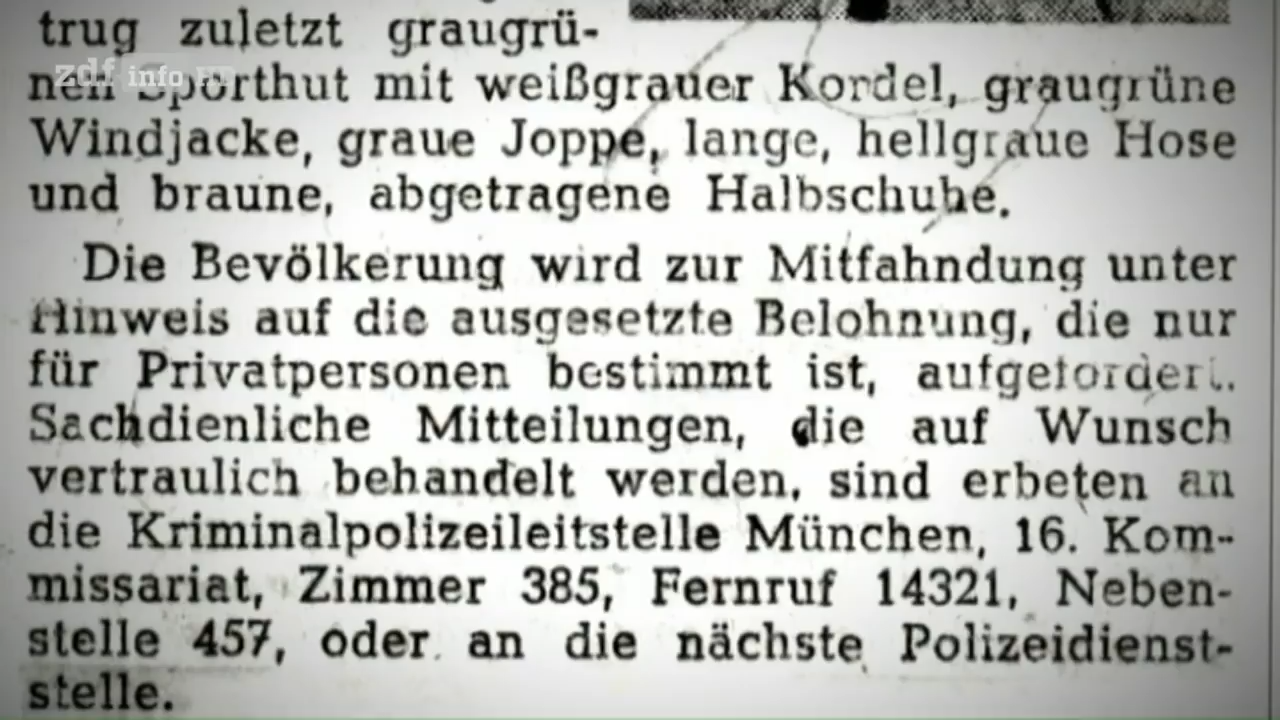 trug zuletzt graugrü-
zdf info HD
nen Sporthut mit weißgrauer Kordel, graugrüne
Windjacke, graue Joppe, lange, hellgraue Hose
und braune, abgetragene Halbschuhe.
Die Bevölkerung wird zur Mitfahndung unter
Hinweis auf die ausgesetzte Belohnung, die nur
für Privatpersonen bestimmt ist, aufgefordert.
Sachdienliche Mitteilungen, die auf Wunsch
vertraulich behandelt werden, sind erbeten an
die Kriminalpolizeileitstelle München, 16. Kom-
missariat, Zimmer 385, Fernruf 14321, Neben-
stelle 457, oder an die nächste Polizeidienst-
stelle.